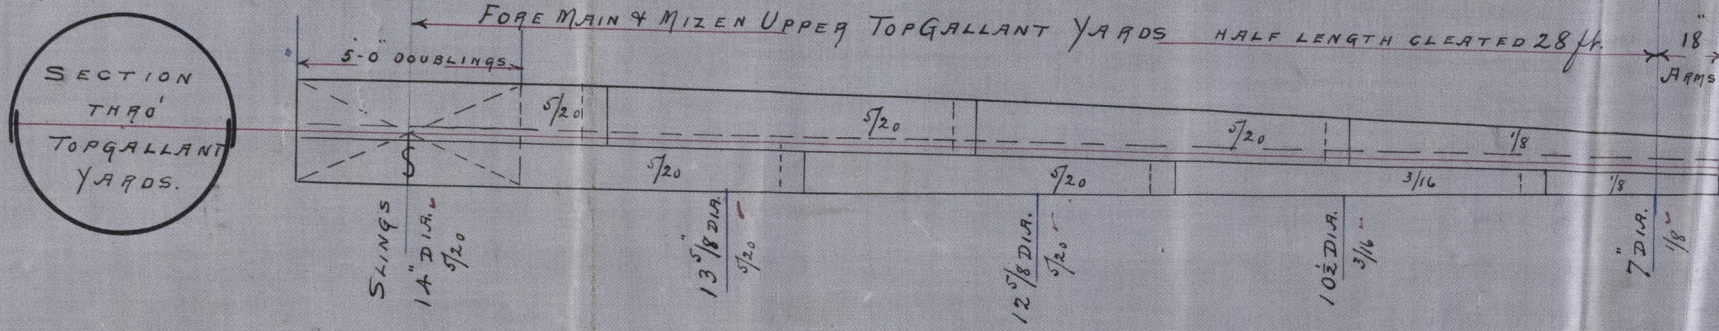 FORE MAIN & MIZEN UPPER TOPGALLANT YARDS HALF LENGTH CLEATED 28 ft.
18"
ARMS
5'-0" DOUBLINGS
SECTION
THRO'
TOPGALLANT
YARDS.
5/20
5/20
5/20
1/8
5/20
5/20
3/16
1/8
SLINGS
14" DIA.
5/20
13 5/8" DIA.
5/20
12 5/8 DIA.
5/20
10 1/2 DIA.
3/16
7" DIA.
1/8